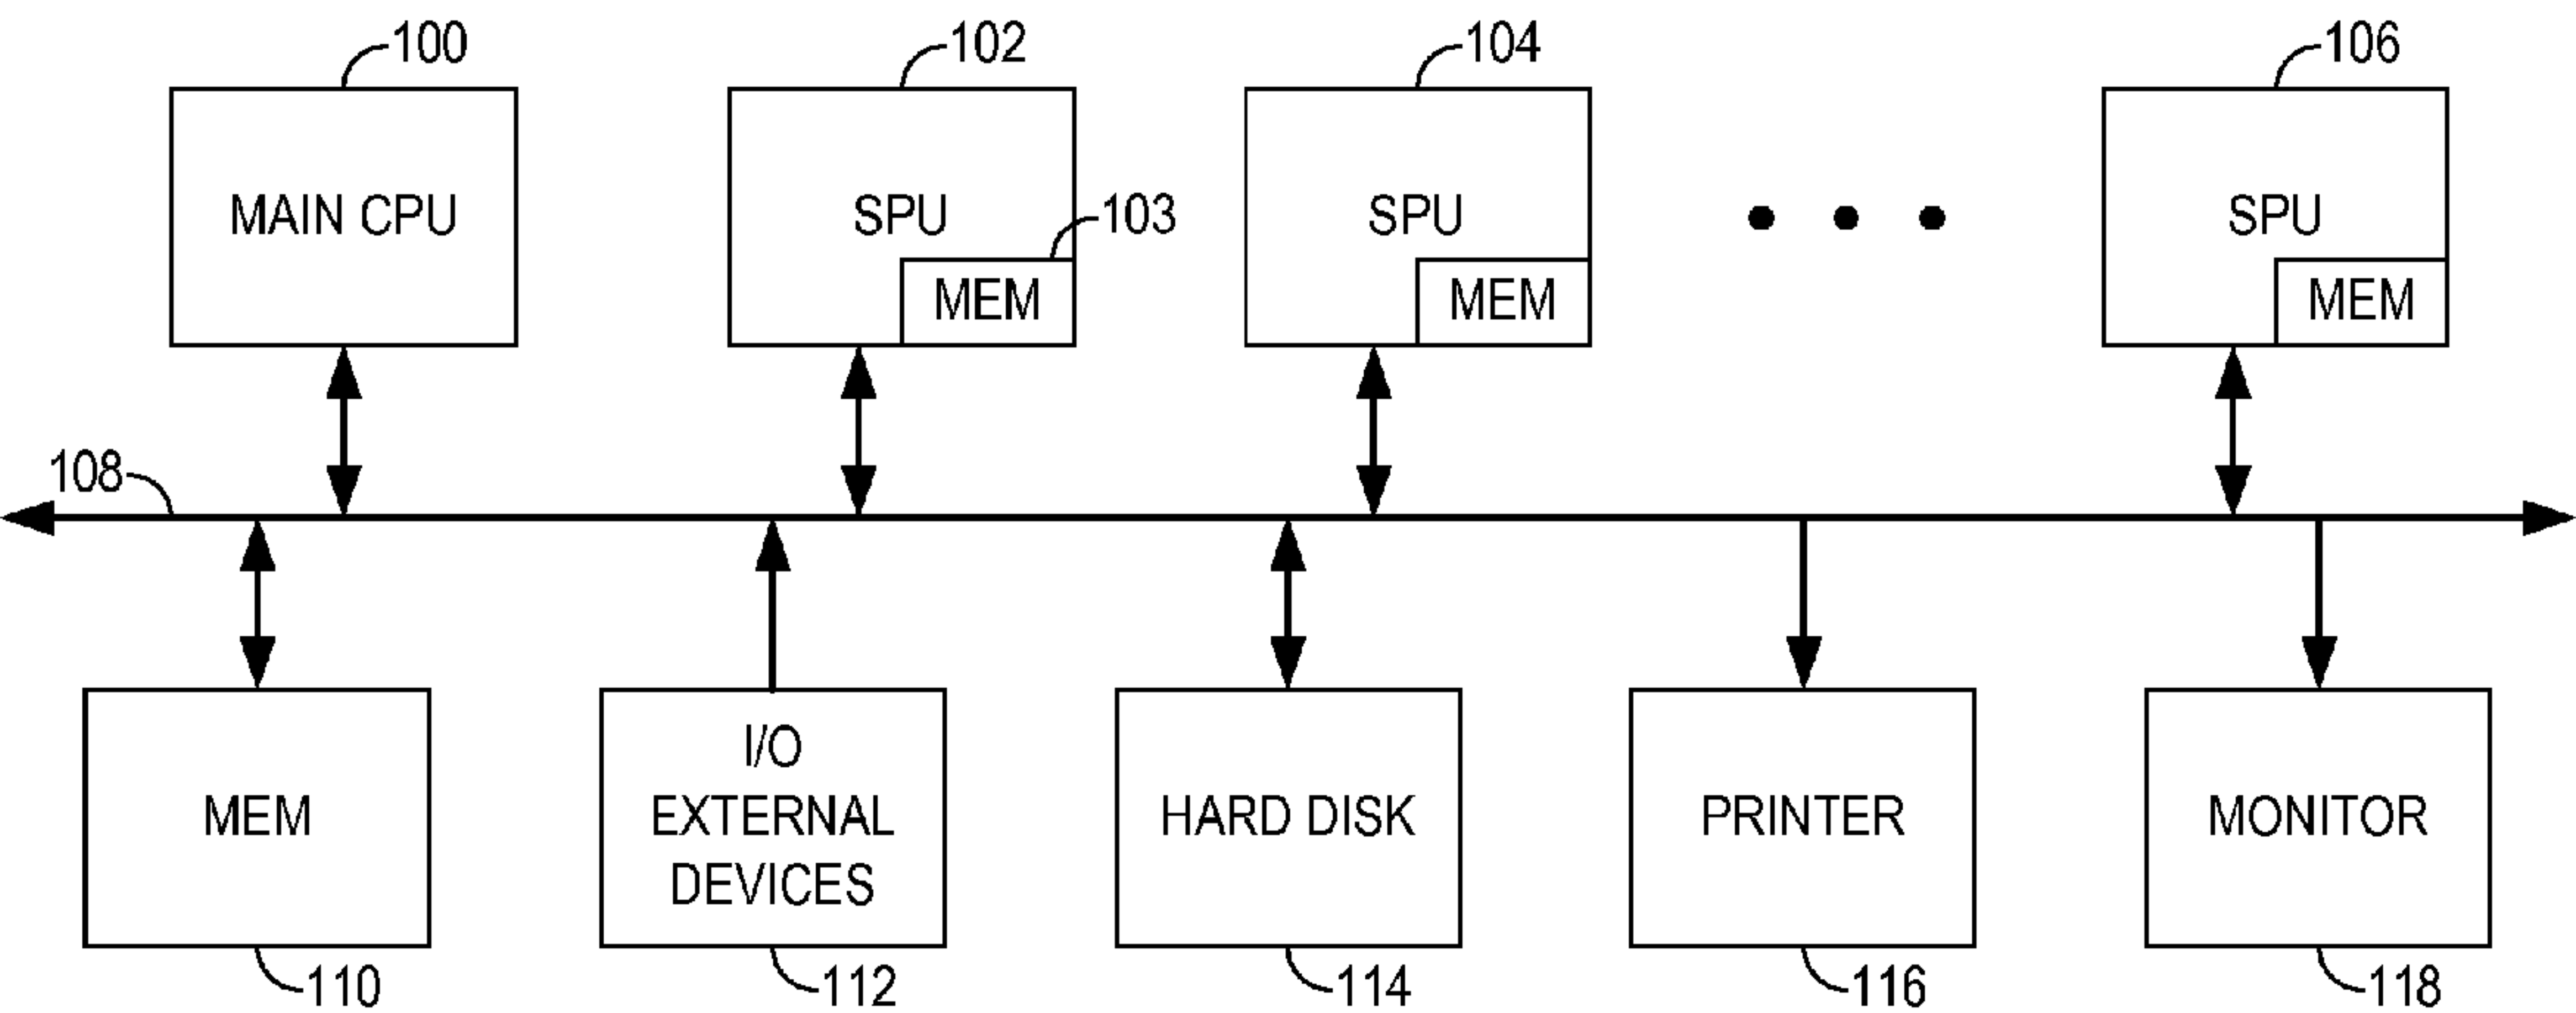 100
102
104
106
MAIN CPU
SPU
103
MEM
SPU
MEM
SPU
MEM
108
MEM
I/O
EXTERNAL
DEVICES
HARD DISK
PRINTER
MONITOR
110
112
114
116
118